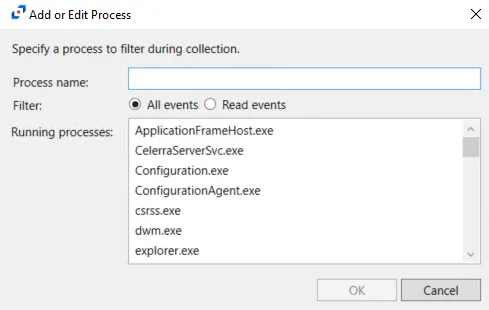 Add or Edit Process
Specify a process to filter during collection.
Process name:
Filter: All events Read events
Running processes:
ApplicationFrameHost.exe
CelerraServerSvc.exe
Configuration.exe
ConfigurationAgent.exe
csrss.exe
dwm.exe
explorer.exe
OK Cancel